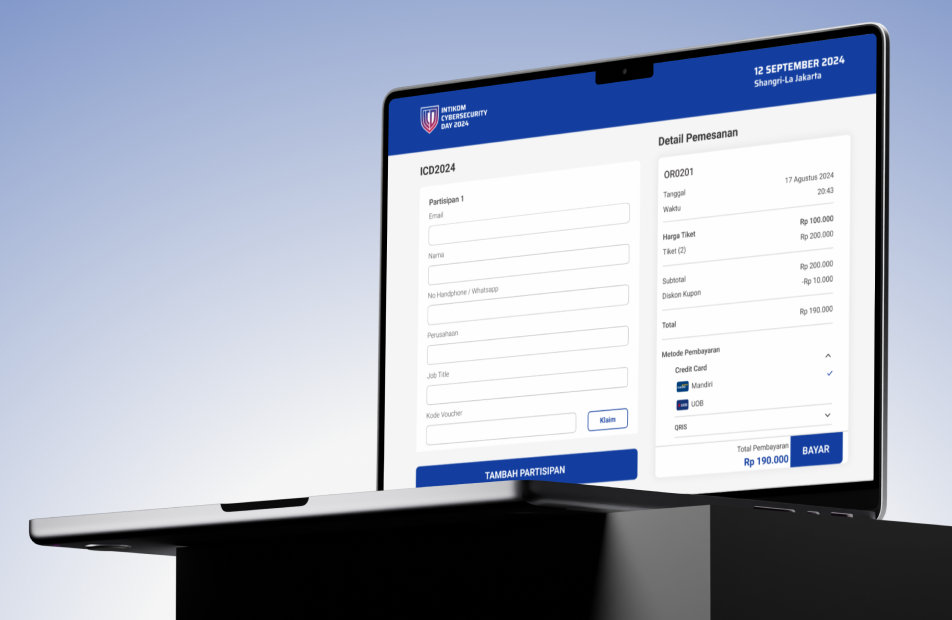 INTIKOM
CYBERSECURITY
DAY 2024
12 SEPTEMBER 2024
Shangri-La Jakarta
ICD2024
Partisipan 1
Email
Nama
No Handphone / Whatsapp
Perusahaan
Job Title
Kode Voucher
Klaim
TAMBAH PARTISIPAN
Detail Pemesanan
OR0201
Tanggal 17 Agustus 2024
Waktu 20:43
Harga Tiket Rp 100.000
Tiket (2) Rp 200.000
Subtotal Rp 200.000
Diskon Kupon -Rp 10.000
Total Rp 190.000
Metode Pembayaran
Credit Card
Mandiri
UOB
QRIS
Total Pembayaran
Rp 190.000
BAYAR